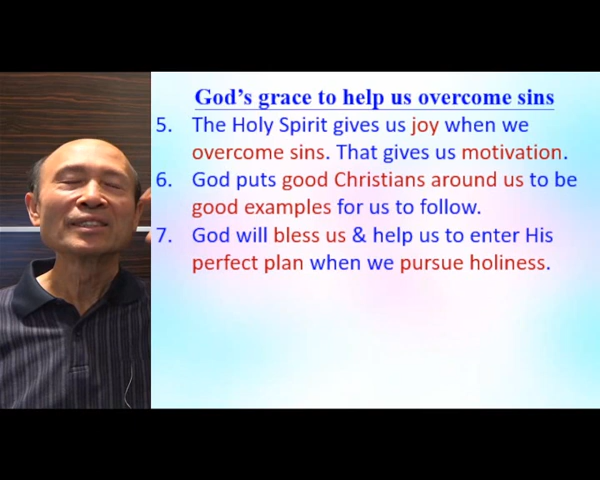 God's grace to help us overcome sins
5. The Holy Spirit gives us joy when we
overcome sins. That gives us motivation.
6. God puts good Christians around us to be
good examples for us to follow.
7. God will bless us & help us to enter His
perfect plan when we pursue holiness.